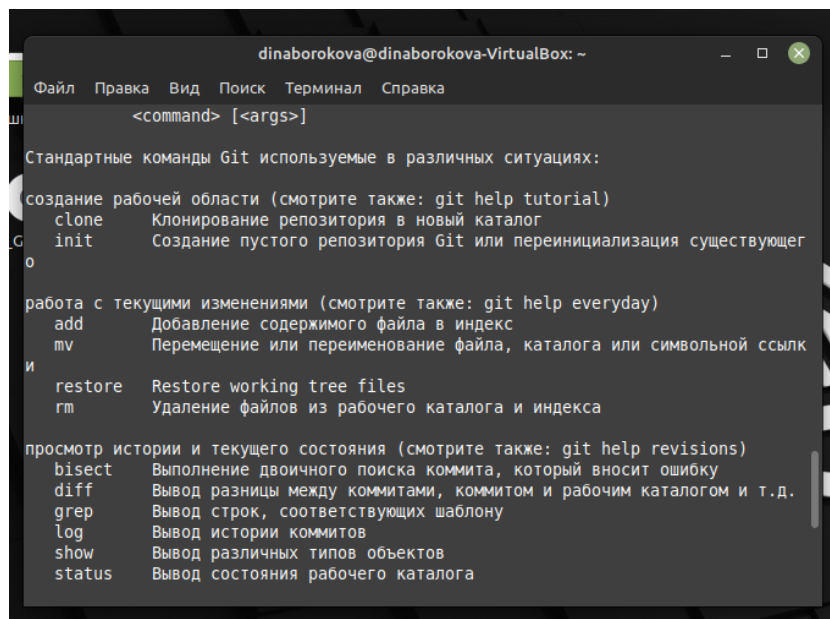 dinaborokova@dinaborokova-VirtualBox: ~
Файл Правка Вид Поиск Терминал Справка
<command> [<args>]
Стандартные команды Git используемые в различных ситуациях:
создание рабочей области (смотрите также: git help tutorial)
clone Клонирование репозитория в новый каталог
init Создание пустого репозитория Git или переинициализация существующег
о
работа с текущими изменениями (смотрите также: git help everyday)
add Добавление содержимого файла в индекс
mv Перемещение или переименование файла, каталога или символьной ссылк
и
restore Restore working tree files
rm Удаление файлов из рабочего каталога и индекса
просмотр истории и текущего состояния (смотрите также: git help revisions)
bisect Выполнение двоичного поиска коммита, который вносит ошибку
diff Вывод разницы между коммитами, коммитом и рабочим каталогом и т.д.
grep Вывод строк, соответствующих шаблону
log Вывод истории коммитов
show Вывод различных типов объектов
status Вывод состояния рабочего каталога